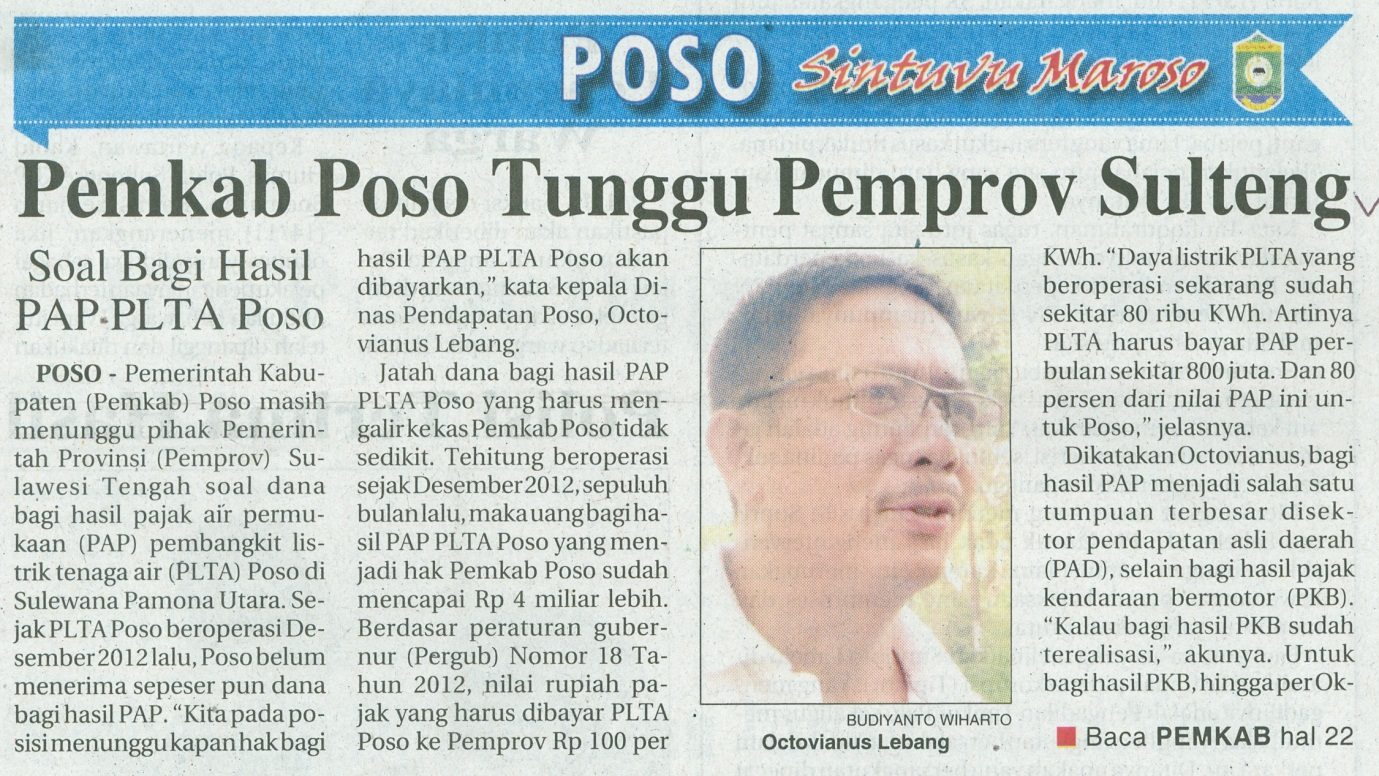 POSO Sintuvu Maroso
Pemkab Poso Tunggu Pemprov Sulteng
Soal Bagi Hasil
PAP PLTA Poso
POSO - Pemerintah Kabu-
paten (Pemkab) Poso masih
menunggu pihak Pemerin-
tah Provinsi (Pemprov) Su-
lawesi Tengah soal dana
bagi hasil pajak air permu-
kaan (PAP) pembangkit lis-
trik tenaga air (PLTA) Poso di
Sulewana Pamona Utara. Se-
jak PLTA Poso beroperasi De-
sember 2012 lalu, Poso belum
menerima sepeser pun dana
bagi hasil PAP. “Kita pada po-
sisi menunggu kapan hak bagi
hasil PAP PLTA Poso akan
dibayarkan,” kata kepala Di-
nas Pendapatan Poso, Octo-
vianus Lebang.
Jatah dana bagi hasil PAP
PLTA Poso yang harus men
galir ke kas Pemkab Poso tidak
sedikit. Tehitung beroperasi
sejak Desember 2012, sepuluh
bulan lalu, maka uang bagi ha-
sil PAP PLTA Poso yang men-
jadi hak Pemkab Poso sudah
mencapai Rp 4 miliar lebih.
Berdasar peraturan guber-
nur (Pergub) Nomor 18 Ta-
hun 2012, nilai rupiah pa-
jak yang harus dibayar PLTA
Poso ke Pemprov Rp 100 per
BUDIYANTO WIHARTO
Octovianus Lebang
KWh. “Daya listrik PLTA yang
beroperasi sekarang sudah
sekitar 80 ribu KWh. Artinya
PLTA harus bayar PAP per-
bulan sekitar 800 juta. Dan 80
persen dari nilai PAP ini un-
tuk Poso,” jelasnya.
Dikatakan Octovianus, bagi
hasil PAP menjadi salah satu
tumpuan terbesar disek-
tor pendapatan asli daerah
(PAD), selain bagi hasil pajak
kendaraan bermotor (PKB).
“Kalau bagi hasil PKB sudah
terealisasi,” akunya. Untuk
bagi hasil PKB, hingga per Ok-
Baca PEMKAB hal 22